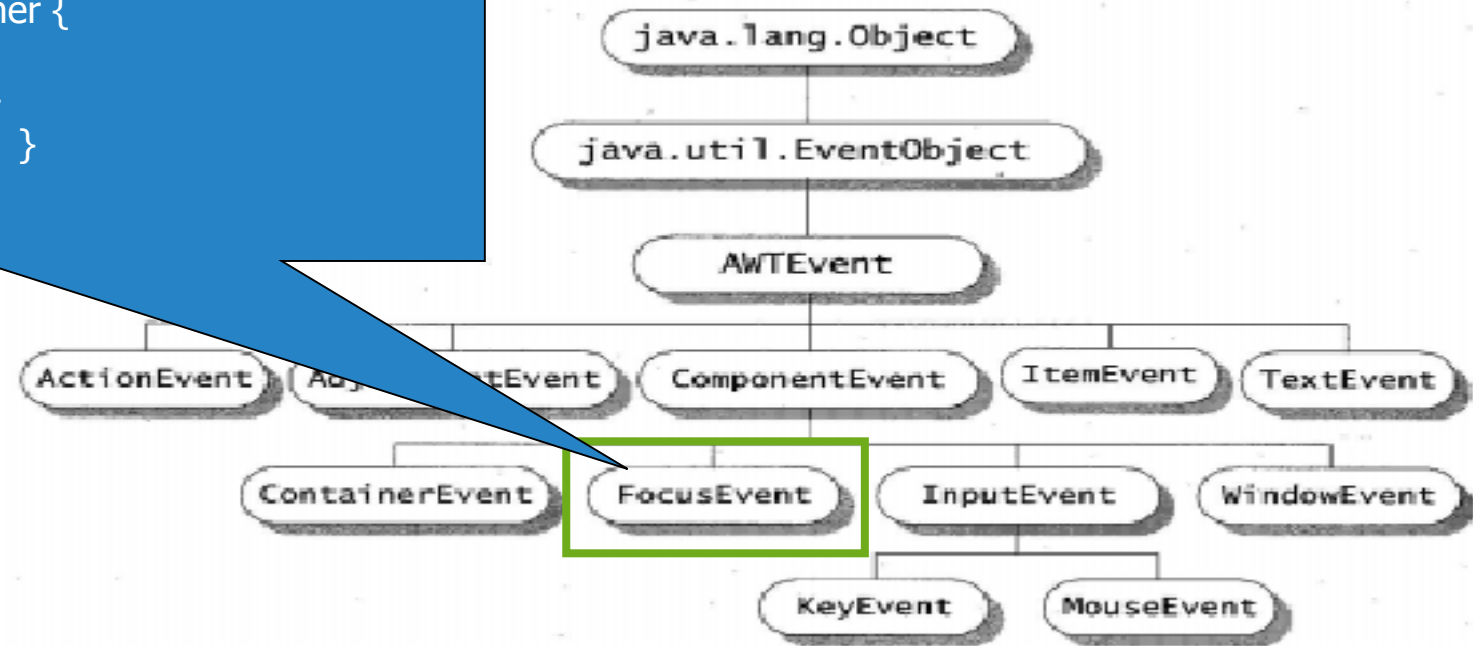 ner {
}
java.lang.Object
java.util.EventObject
AWTEvent
ActionEvent
ComponentEvent
ItemEvent
TextEvent
ContainerEvent
FocusEvent
InputEvent
WindowEvent
KeyEvent
MouseEvent